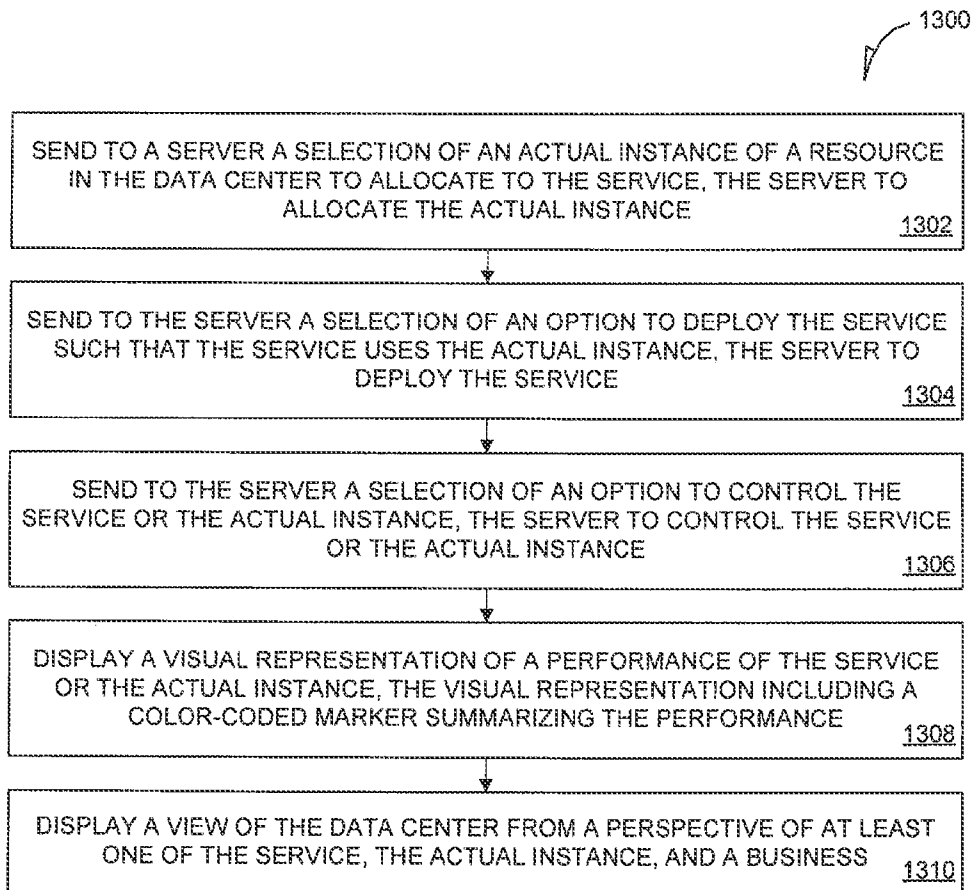 1300
SEND TO A SERVER A SELECTION OF AN ACTUAL INSTANCE OF A RESOURCE
IN THE DATA CENTER TO ALLOCATE TO THE SERVICE, THE SERVER TO
ALLOCATE THE ACTUAL INSTANCE
1302
SEND TO THE SERVER A SELECTION OF AN OPTION TO DEPLOY THE SERVICE
SUCH THAT THE SERVICE USES THE ACTUAL INSTANCE, THE SERVER TO
DEPLOY THE SERVICE
1304
SEND TO THE SERVER A SELECTION OF AN OPTION TO CONTROL THE
SERVICE OR THE ACTUAL INSTANCE, THE SERVER TO CONTROL THE SERVICE
OR THE ACTUAL INSTANCE
1306
DISPLAY A VISUAL REPRESENTATION OF A PERFORMANCE OF THE SERVICE
OR THE ACTUAL INSTANCE, THE VISUAL REPRESENTATION INCLUDING A
COLOR-CODED MARKER SUMMARIZING THE PERFORMANCE
1308
DISPLAY A VIEW OF THE DATA CENTER FROM A PERSPECTIVE OF AT LEAST
ONE OF THE SERVICE, THE ACTUAL INSTANCE, AND A BUSINESS
1310